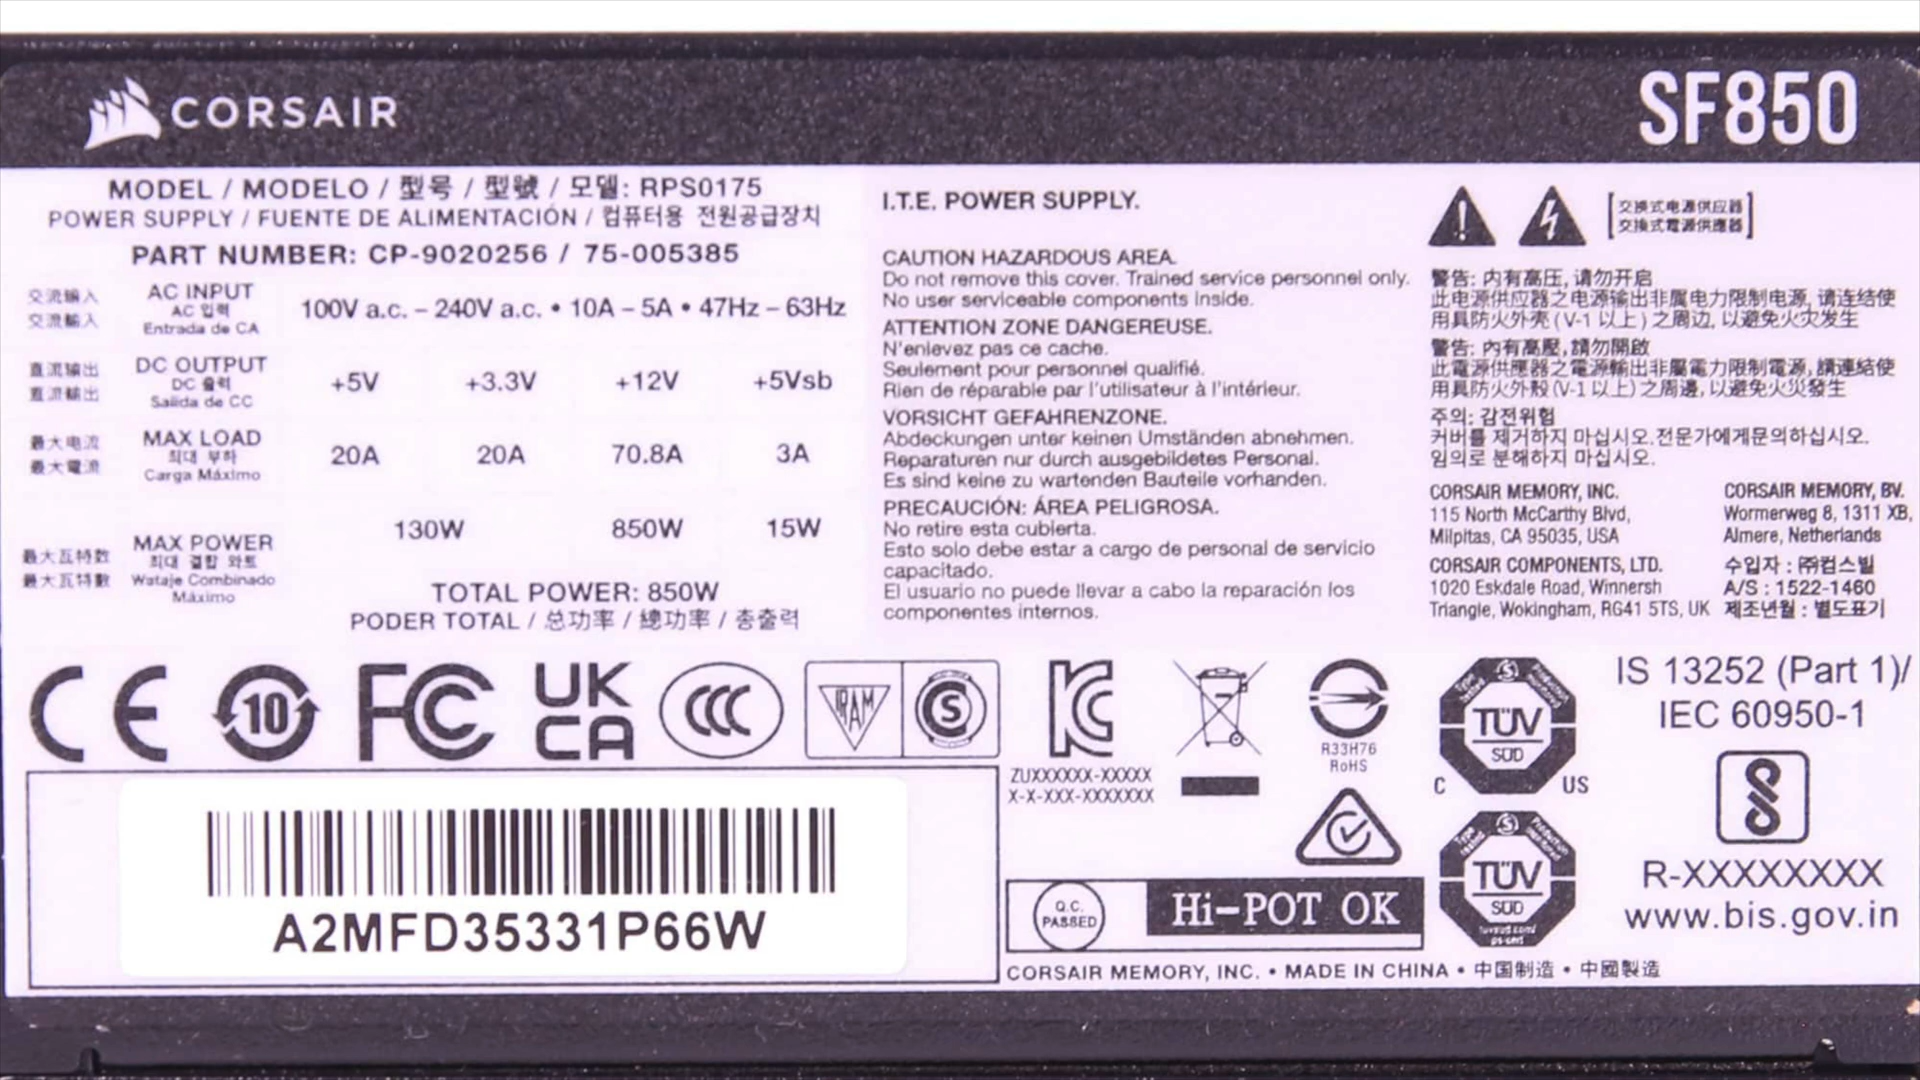 CORSAIR
SF850
MODEL / MODELO / 型号 / 型號 / 모델: RPS0175
POWER SUPPLY / FUENTE DE ALIMENTACIÓN / 컴퓨터용 전원공급장치
PART NUMBER: CP-9020256 / 75-005385
交流输入
交流輸入
AC INPUT
AC 입력
Entrada de CA
100V a.c. – 240V a.c. • 10A – 5A • 47Hz – 63Hz
直流输出
直流輸出
DC OUTPUT
DC 출력
Salida de CC
+5V +3.3V +12V +5Vsb
最大电流
最大電流
MAX LOAD
최대 부하
Carga Máximo
20A 20A 70.8A 3A
最大瓦特数
最大瓦特數
MAX POWER
최대 결합 와트
Wataje Combinado
Máximo
130W 850W 15W
TOTAL POWER: 850W
PODER TOTAL / 总功率 / 總功率 / 총출력
I.T.E. POWER SUPPLY.
CAUTION HAZARDOUS AREA.
Do not remove this cover. Trained service personnel only.
No user serviceable components inside.
ATTENTION ZONE DANGEREUSE.
N'enlevez pas ce cache.
Seulement pour personnel qualifié.
Rien de réparable par l'utilisateur à l'intérieur.
VORSICHT GEFAHRENZONE.
Abdeckungen unter keinen Umständen abnehmen.
Reparaturen nur durch ausgebildetes Personal.
Es sind keine zu wartenden Bauteile vorhanden.
PRECAUCIÓN: ÁREA PELIGROSA.
No retire esta cubierta.
Esto solo debe estar a cargo de personal de servicio
capacitado.
El usuario no puede llevar a cabo la reparación los
componentes internos.
交换式电源供应器
交換式電源供應器
警告: 内有高压, 请勿开启
此电源供应器之电源输出非属电力限制电源, 请连结使
用具防火外壳 (V-1 以上) 之周边, 以避免火灾发生
警告: 內有高壓, 請勿開啟
此電源供應器之電源輸出非屬電力限制電源, 請連結使
用具防火外殼 (V-1 以上) 之周邊, 以避免火災發生
주의: 감전위험
커버를 제거하지 마십시오.전문가에게문의하십시오.
임의로 분해하지 마십시오.
CORSAIR MEMORY, INC.
115 North McCarthy Blvd,
Milpitas, CA 95035, USA
CORSAIR COMPONENTS, LTD.
1020 Eskdale Road, Winnersh
Triangle, Wokingham, RG41 5TS, UK
CORSAIR MEMORY, BV.
Wormerweg 8, 1311 XB,
Almere, Netherlands
수입자 : ㈜컴스빌
A/S : 1522-1460
제조년월 : 별도표기
CE
10
FC
UK
CA
CCC
IRAM
S
KC
ZUXXXXXX-XXXXX
X-X-XXX-XXXXXXX
R33H76
RoHS
TÜV
SÜD
C US
TÜV
SÜD
IS 13252 (Part 1)/
IEC 60950-1
R-XXXXXXXX
www.bis.gov.in
A2MFD35331P66W
Q.C.
PASSED
Hi-POT OK
CORSAIR MEMORY, INC. • MADE IN CHINA • 中国制造 • 中國製造